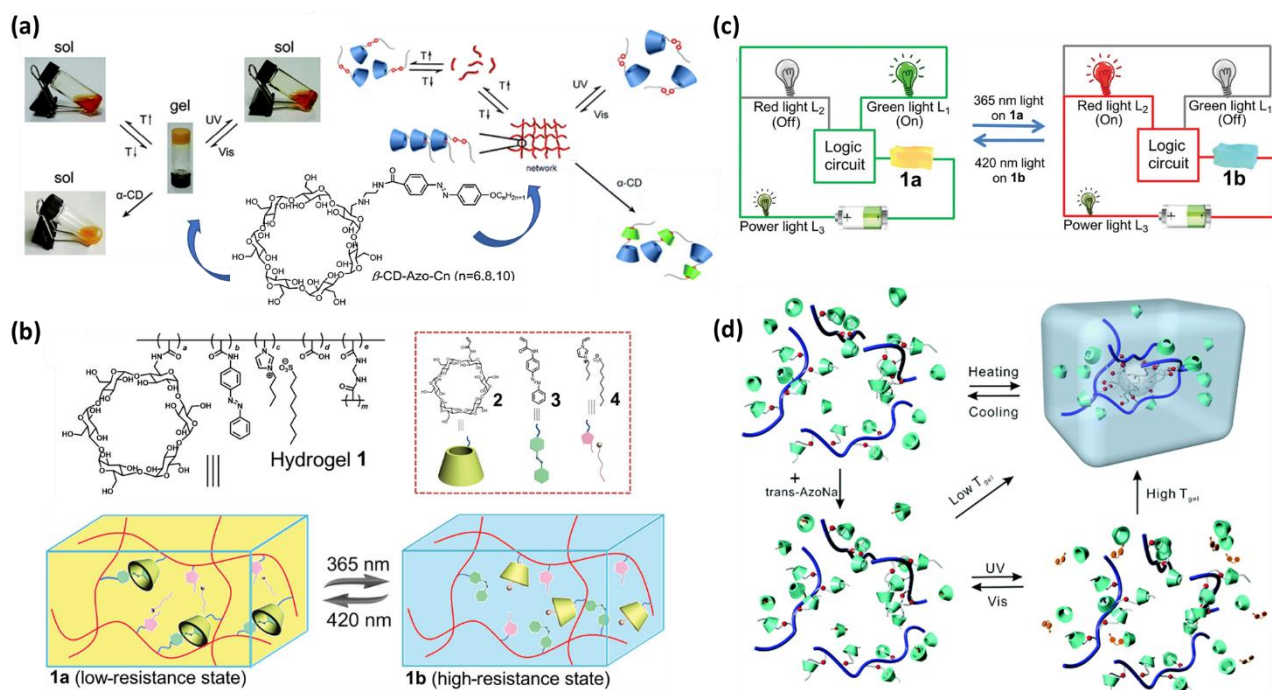 (a)
sol
sol
gel
T↑
T↓
UV
Vis
sol
α-CD
T↑
T↓
T↑
T↓
UV
Vis
network
α-CD
β-CD-Azo-Cn (n=6,8,10)
(b)
Hydrogel 1
2
3
4
365 nm
420 nm
1a (low-resistance state)
1b (high-resistance state)
(c)
Red light L2
(Off)
Green light L1
(On)
Logic
circuit
1a
Power light L3
365 nm light
on 1a
420 nm light
on 1b
Red light L2
(On)
Green light L1
(Off)
Logic
circuit
1b
Power light L3
(d)
Heating
Cooling
+
trans-AzoNa
Low Tgel
High Tgel
UV
Vis